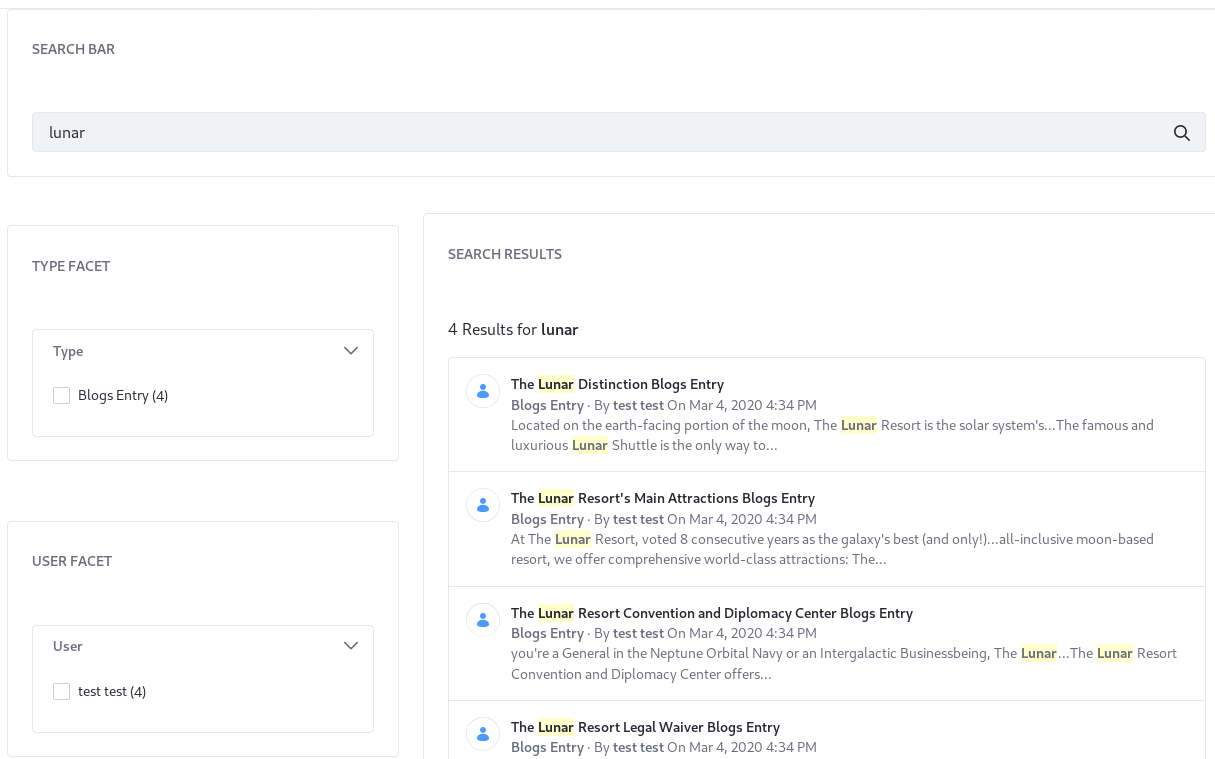 SEARCH BAR
lunar
TYPE FACET
Type
Blogs Entry (4)
USER FACET
User
test test (4)
SEARCH RESULTS
4 Results for lunar
The Lunar Distinction Blogs Entry
Blogs Entry · By test test On Mar 4, 2020 4:34 PM
Located on the earth-facing portion of the moon, The Lunar Resort is the solar system's...The famous and
luxurious Lunar Shuttle is the only way to...
The Lunar Resort's Main Attractions Blogs Entry
Blogs Entry · By test test On Mar 4, 2020 4:34 PM
At The Lunar Resort, voted 8 consecutive years as the galaxy's best (and only!)...all-inclusive moon-based
resort, we offer comprehensive world-class attractions: The...
The Lunar Resort Convention and Diplomacy Center Blogs Entry
Blogs Entry · By test test On Mar 4, 2020 4:34 PM
you're a General in the Neptune Orbital Navy or an Intergalactic Businessbeing, The Lunar...The Lunar Resort
Convention and Diplomacy Center offers...
The Lunar Resort Legal Waiver Blogs Entry
Blogs Entry · By test test On Mar 4, 2020 4:34 PM